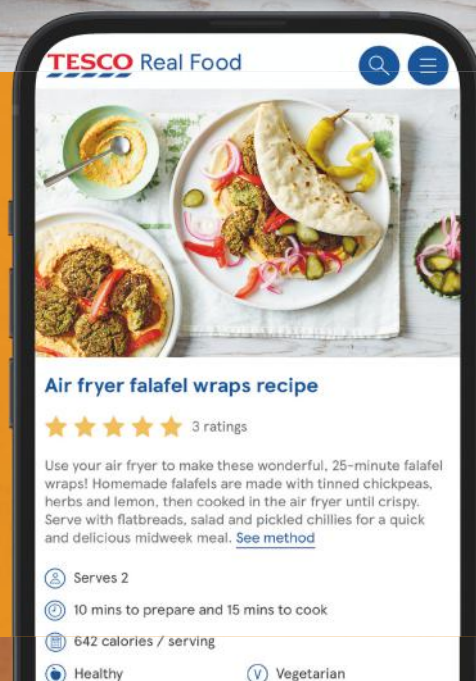 TESCO Real Food
Air fryer falafel wraps recipe
3 ratings
Use your air fryer to make these wonderful, 25-minute falafel
wraps! Homemade falafels are made with tinned chickpeas,
herbs and lemon, then cooked in the air fryer until crispy.
Serve with flatbreads, salad and pickled chillies for a quick
and delicious midweek meal. See method
Serves 2
10 mins to prepare and 15 mins to cook
642 calories / serving
Healthy
V Vegetarian